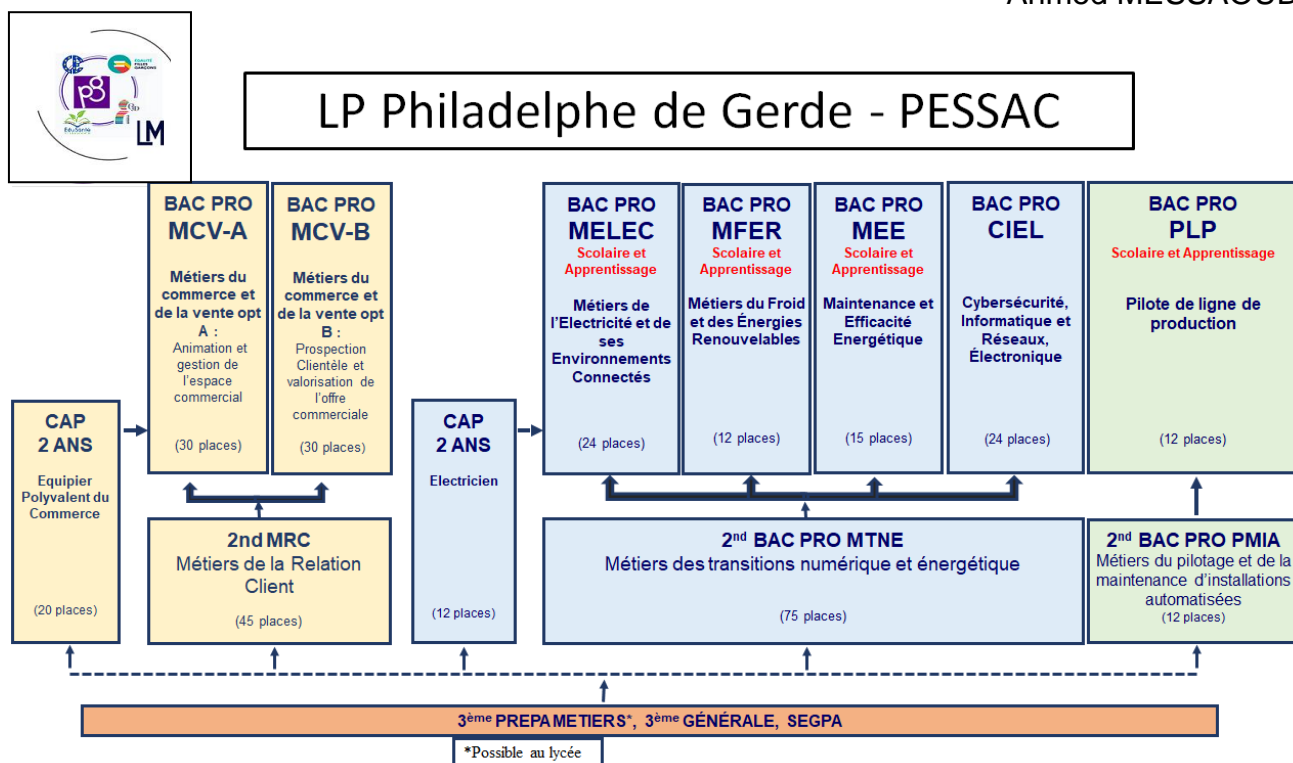 Ahmed MESSAOUD
p8
EduSanté
LM
LP Philadelphe de Gerde - PESSAC
BAC PRO
MCV-A
Métiers du
commerce et
de la vente opt
A :
Animation et
gestion de
l'espace
commercial
(30 places)
BAC PRO
MCV-B
Métiers du
commerce et
de la vente opt
B :
Prospection
Clientèle et
valorisation de
l'offre
commerciale
(30 places)
BAC PRO
MELEC
Scolaire et
Apprentissage
Métiers de
l'Electricité et de
ses
Environnements
Connectés
(24 places)
BAC PRO
MFER
Scolaire et
Apprentissage
Métiers du Froid
et des Énergies
Renouvelables
(12 places)
BAC PRO
MEE
Scolaire et
Apprentissage
Maintenance et
Efficacité
Energétique
(15 places)
BAC PRO
CIEL
Cybersécurité,
Informatique et
Réseaux,
Électronique
(24 places)
BAC PRO
PLP
Scolaire et Apprentissage
Pilote de ligne de
production
(12 places)
CAP
2 ANS
Equipier
Polyvalent du
Commerce
(20 places)
2nd MRC
Métiers de la Relation
Client
(45 places)
CAP
2 ANS
Electricien
(12 places)
2nd BAC PRO MTNE
Métiers des transitions numérique et énergétique
(75 places)
2nd BAC PRO PMIA
Métiers du pilotage et de la
maintenance d'installations
automatisées
(12 places)
3ème PREPA METIERS*, 3ème GÉNÉRALE, SEGPA
*Possible au lycée